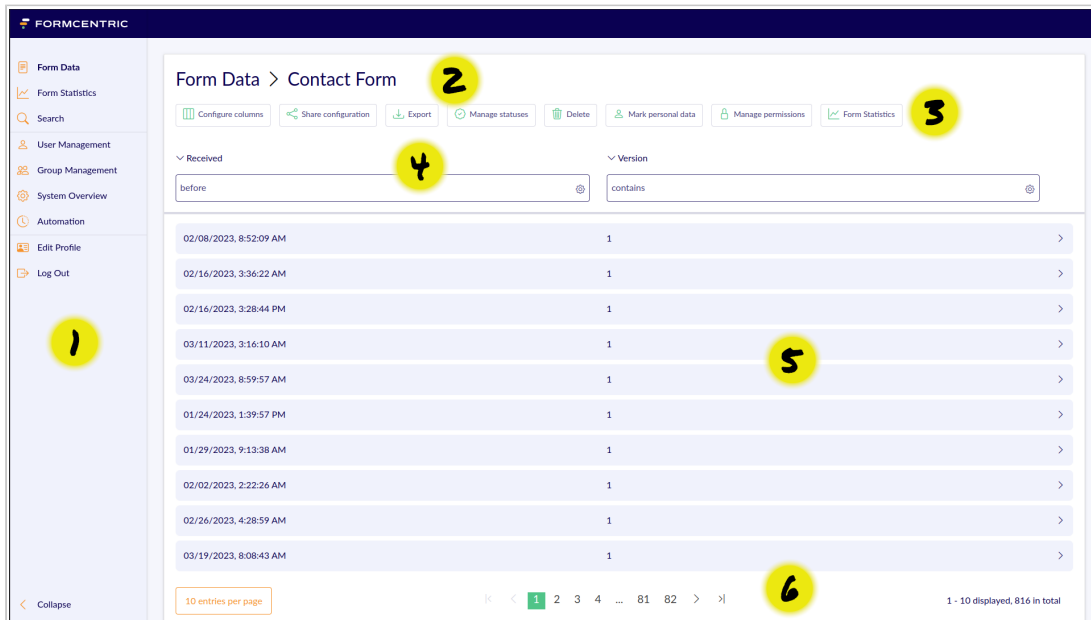 FORMCENTRIC
Form Data
Form Statistics
Search
User Management
Group Management
System Overview
Automation
Edit Profile
Log Out
1
Collapse
Form Data > Contact Form
2
Configure columns Share configuration Export Manage statuses Delete Mark personal data Manage permissions Form Statistics
3
Received Version
4
before contains
02/08/2023, 8:52:09 AM 1
02/16/2023, 3:36:22 AM 1
02/16/2023, 3:28:44 PM 1
03/11/2023, 3:16:10 AM 1
5
03/24/2023, 8:59:57 AM 1
01/24/2023, 1:39:57 PM 1
01/29/2023, 9:13:38 AM 1
02/02/2023, 2:22:26 AM 1
02/26/2023, 4:28:59 AM 1
03/19/2023, 8:08:43 AM 1
10 entries per page 1 2 3 4 ... 81 82 1 - 10 displayed, 816 in total
6